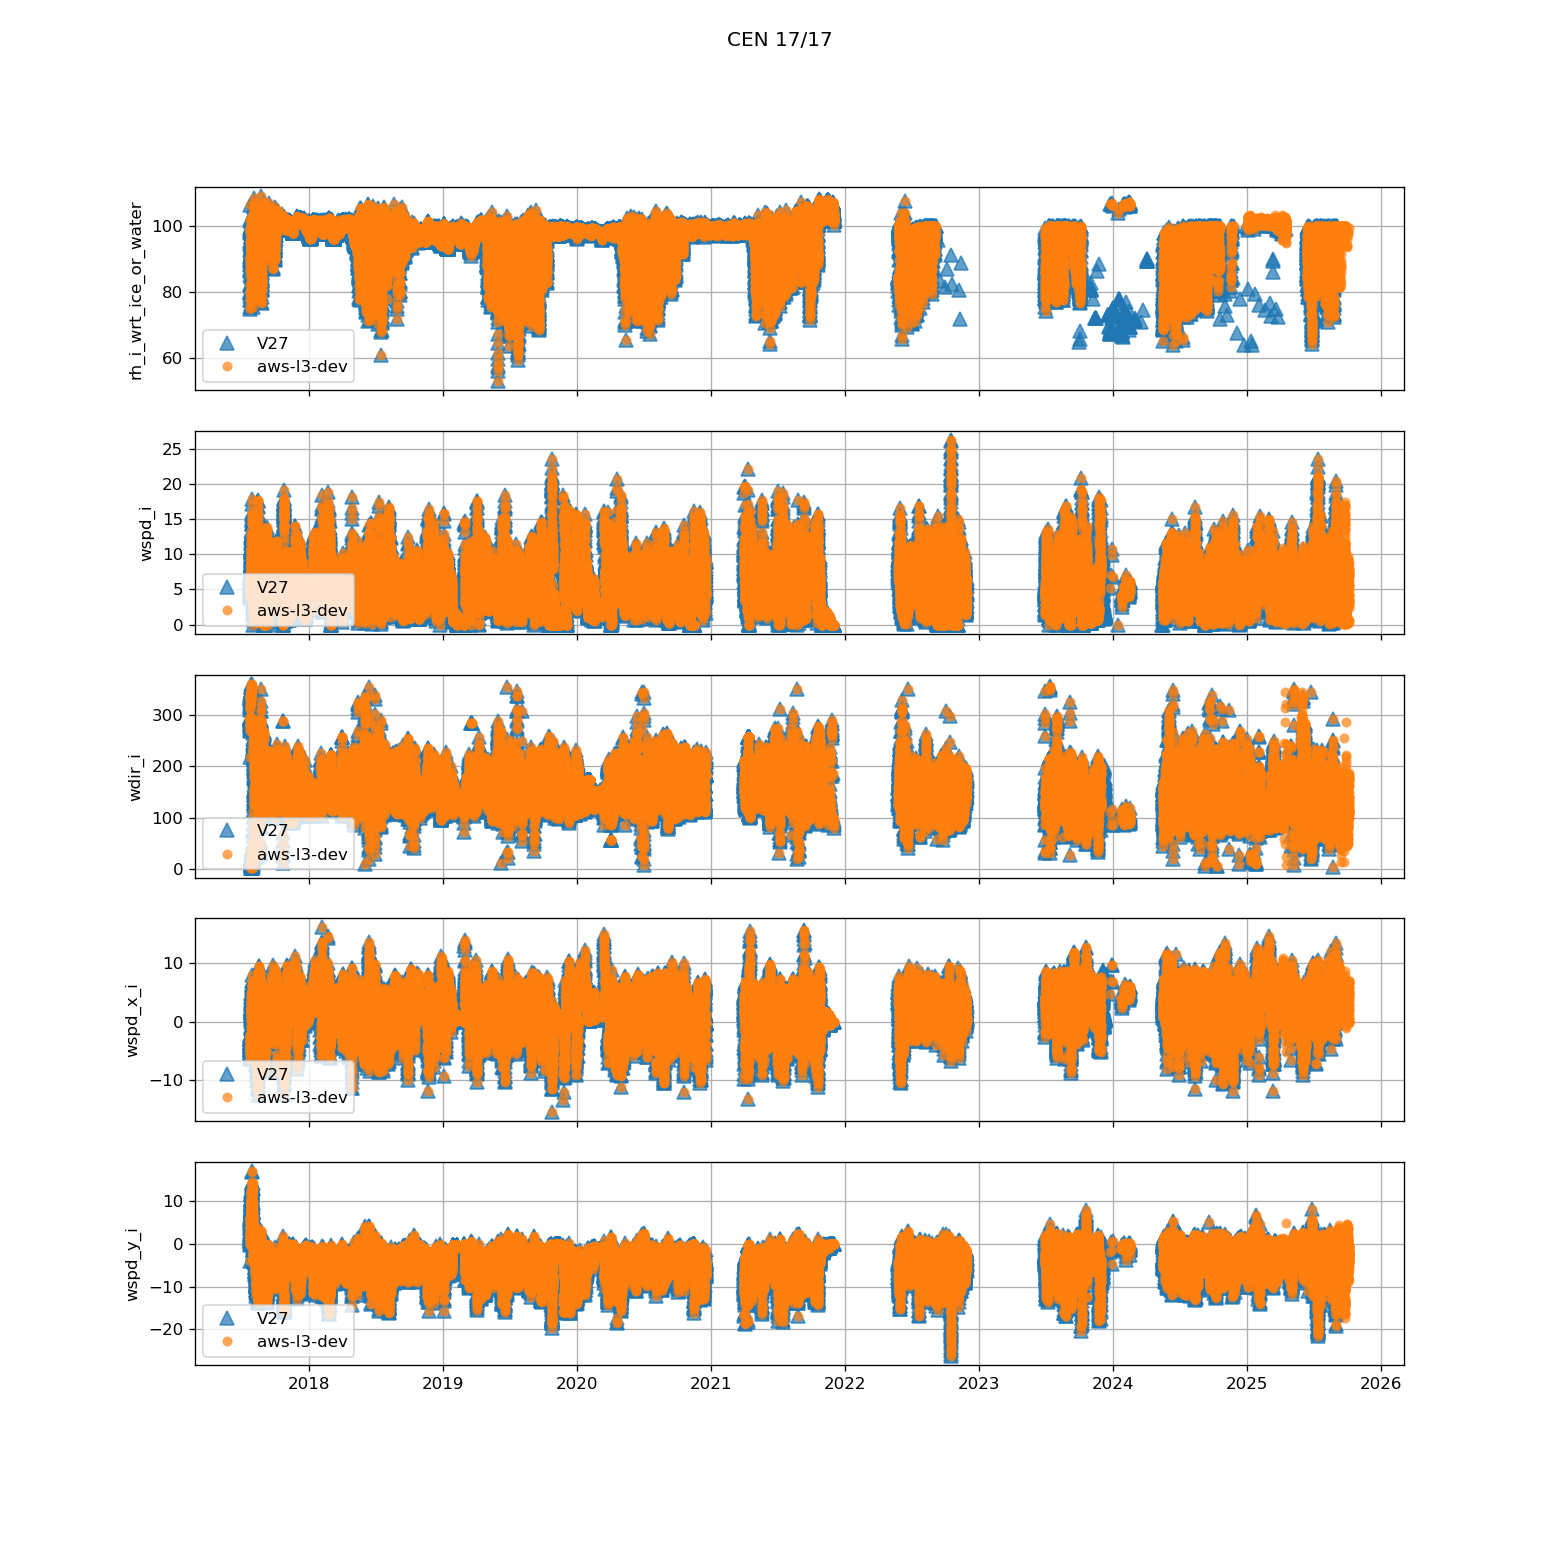 CEN 17/17
rh_i_wrt_ice_or_water
100
80
60
V27
aws-l3-dev
wspd_i
25
20
15
10
5
0
V27
aws-l3-dev
wdir_i
300
200
100
0
V27
aws-l3-dev
wspd_x_i
10
0
−10
V27
aws-l3-dev
wspd_y_i
10
0
−10
−20
V27
aws-l3-dev
2018 2019 2020 2021 2022 2023 2024 2025 2026